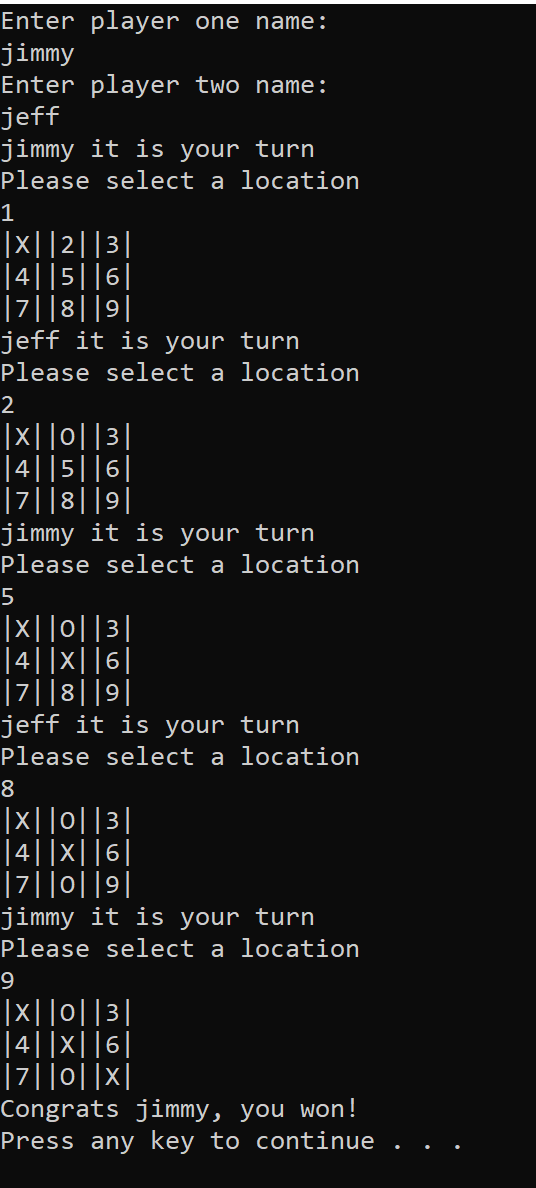 Enter player one name:
jimmy
Enter player two name:
jeff
jimmy it is your turn
Please select a location
1
|X||2||3|
|4||5||6|
|7||8||9|
jeff it is your turn
Please select a location
2
|X||O||3|
|4||5||6|
|7||8||9|
jimmy it is your turn
Please select a location
5
|X||O||3|
|4||X||6|
|7||8||9|
jeff it is your turn
Please select a location
8
|X||O||3|
|4||X||6|
|7||O||9|
jimmy it is your turn
Please select a location
9
|X||O||3|
|4||X||6|
|7||O||X|
Congrats jimmy, you won!
Press any key to continue . . .